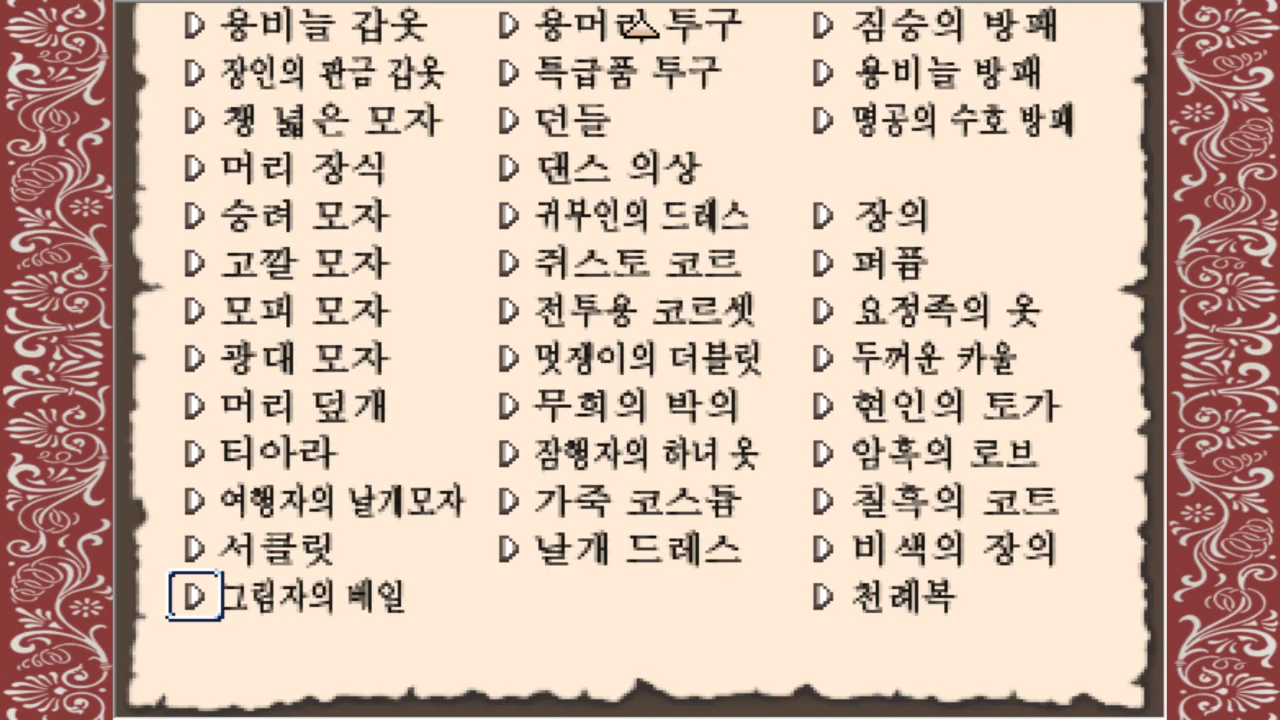 용비늘 갑옷 용머리 투구 짐승의 방패
장인의 판금 갑옷 특급품 투구 용비늘 방패
챙 넓은 모자 던들 명공의 수호 방패
머리 장식 댄스 의상
승려 모자 귀부인의 드레스 장의
고깔 모자 쥐스토 코르 퍼퓸
모피 모자 전투용 코르셋 요정족의 옷
광대 모자 멋쟁이의 더블릿 두꺼운 카울
머리 덮개 무희의 박의 현인의 토가
티아라 잠행자의 하녀 옷 암흑의 로브
여행자의 날개모자 가죽 코스튬 칠흑의 코트
서클릿 날개 드레스 비색의 장의
그림자의 베일 천례복